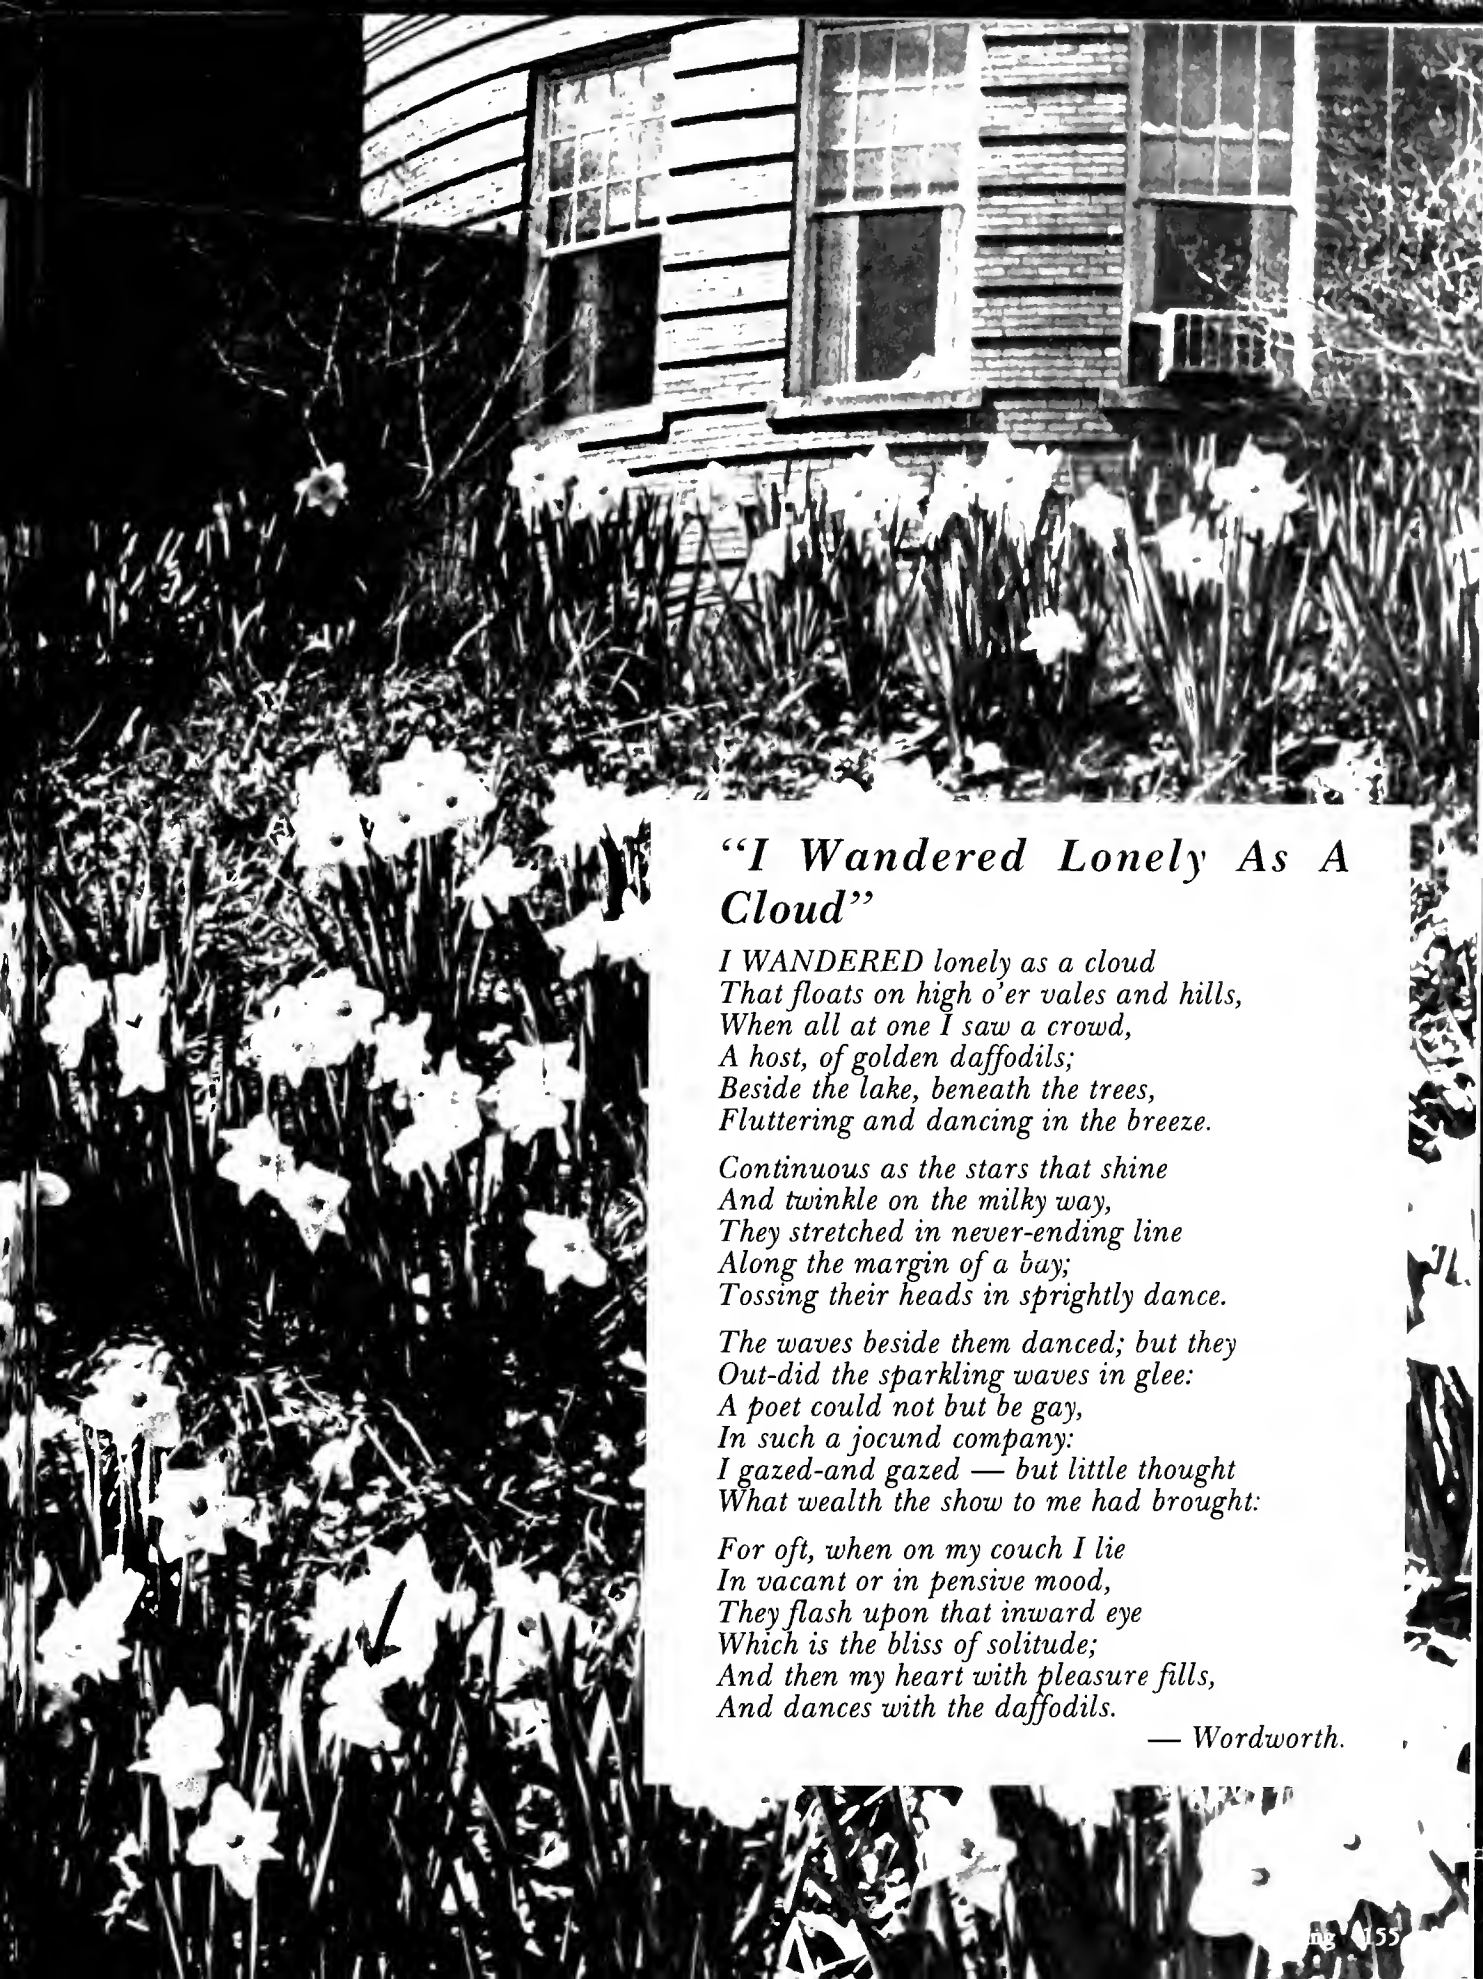 “I Wandered Lonely As A
Cloud”
I WANDERED lonely as a cloud
That floats on high o'er vales and hills,
When all at one I saw a crowd,
A host, of golden daffodils;
Beside the lake, beneath the trees,
Fluttering and dancing in the breeze.
Continuous as the stars that shine
And twinkle on the milky way,
They stretched in never-ending line
Along the margin of a bay;
Tossing their heads in sprightly dance.
The waves beside them danced; but they
Out-did the sparkling waves in glee:
A poet could not but be gay,
In such a jocund company:
I gazed-and gazed — but little thought
What wealth the show to me had brought:
For oft, when on my couch I lie
In vacant or in pensive mood,
They flash upon that inward eye
Which is the bliss of solitude;
And then my heart with pleasure fills,
And dances with the daffodils.
— Wordworth.
155